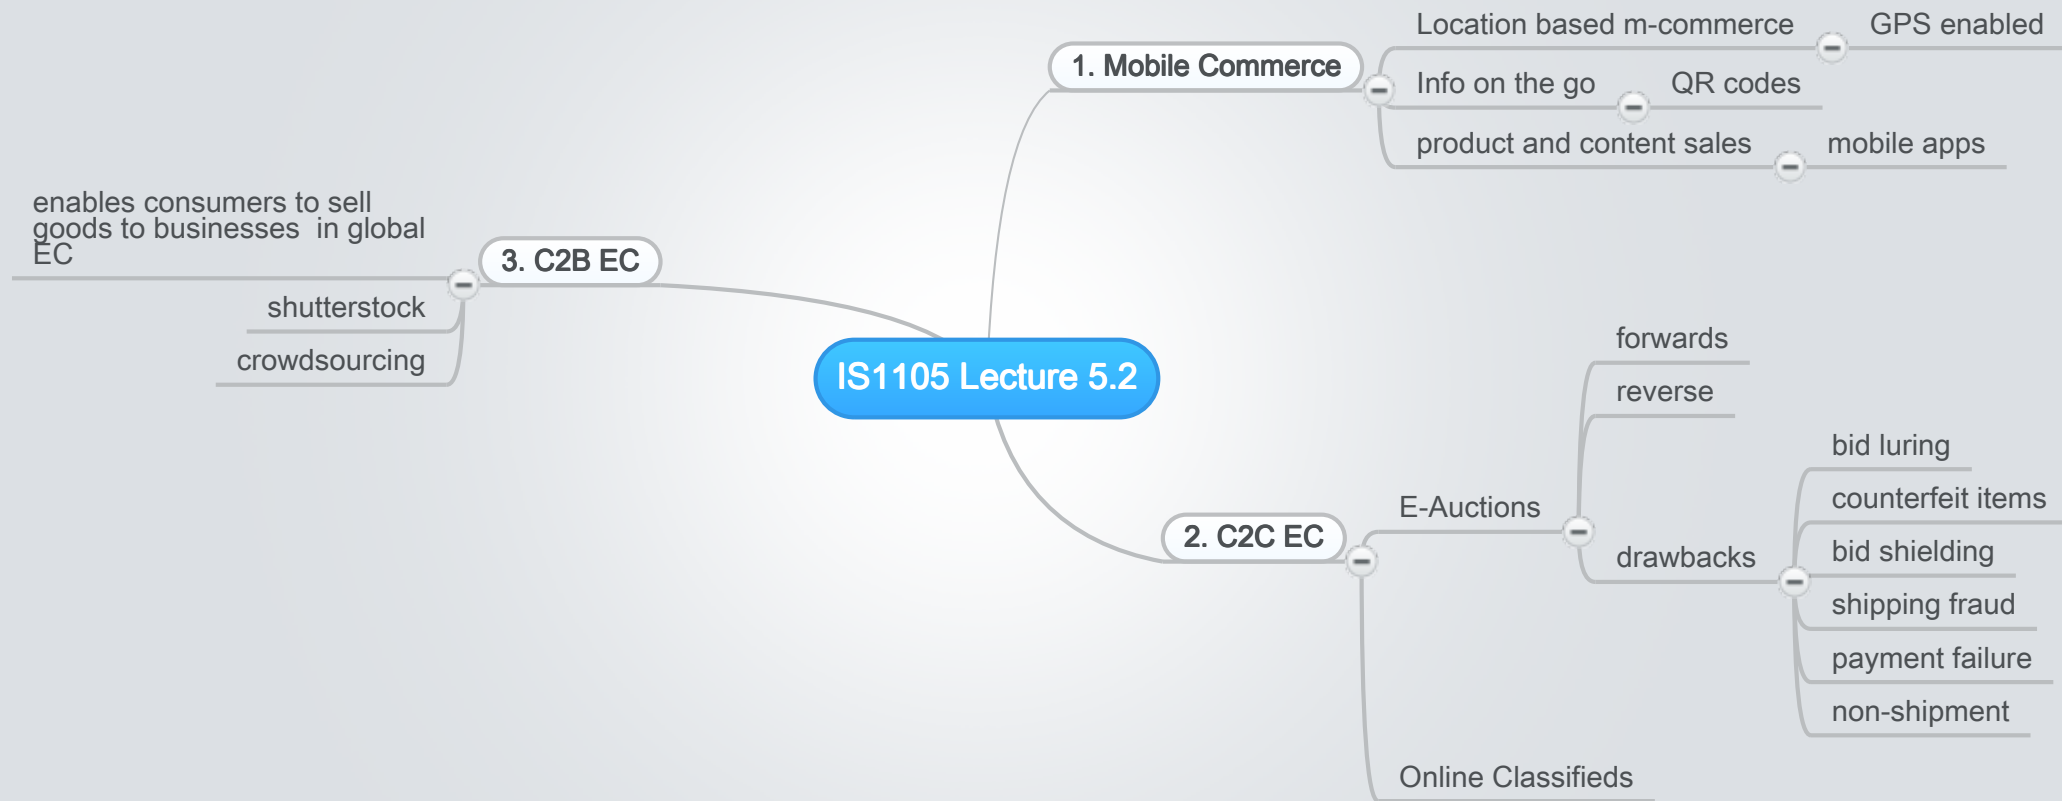 IS1105 Lecture 5.2
1. Mobile Commerce
Location based m-commerce
GPS enabled
Info on the go
QR codes
product and content sales
mobile apps
2. C2C EC
E-Auctions
forwards
reverse
drawbacks
bid luring
counterfeit items
bid shielding
shipping fraud
payment failure
non-shipment
Online Classifieds
3. C2B EC
enables consumers to sell
goods to businesses  in global
EC
shutterstock
crowdsourcing